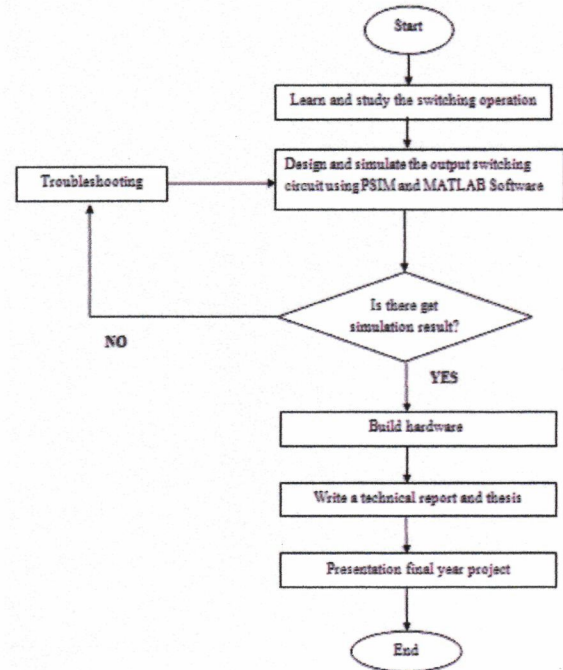 Start
Learn and study the switching operation
Design and simulate the output switching
circuit using PSIM and MATLAB Software
Troubleshooting
Is there get
simulation result?
NO
YES
Build hardware
Write a technical report and thesis
Presentation final year project
End